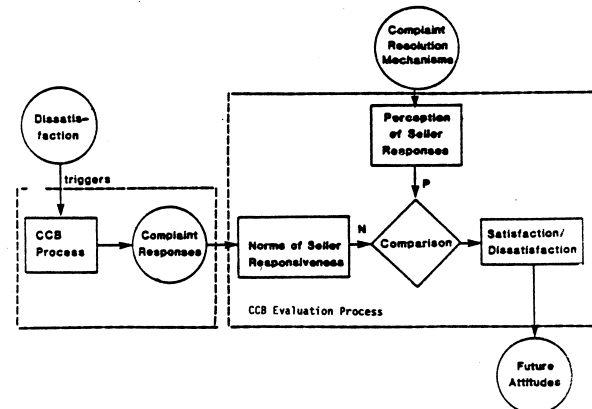 Complaint
Resolution
Mechanisms
Dissatis-
faction
triggers
Perception
of Seller
Responses
P
CCB
Process
Complaint
Responses
Norms of Seller
Responsiveness
N
Comparison
Satisfaction/
Dissatisfaction
CCB Evaluation Process
Future
Attitudes